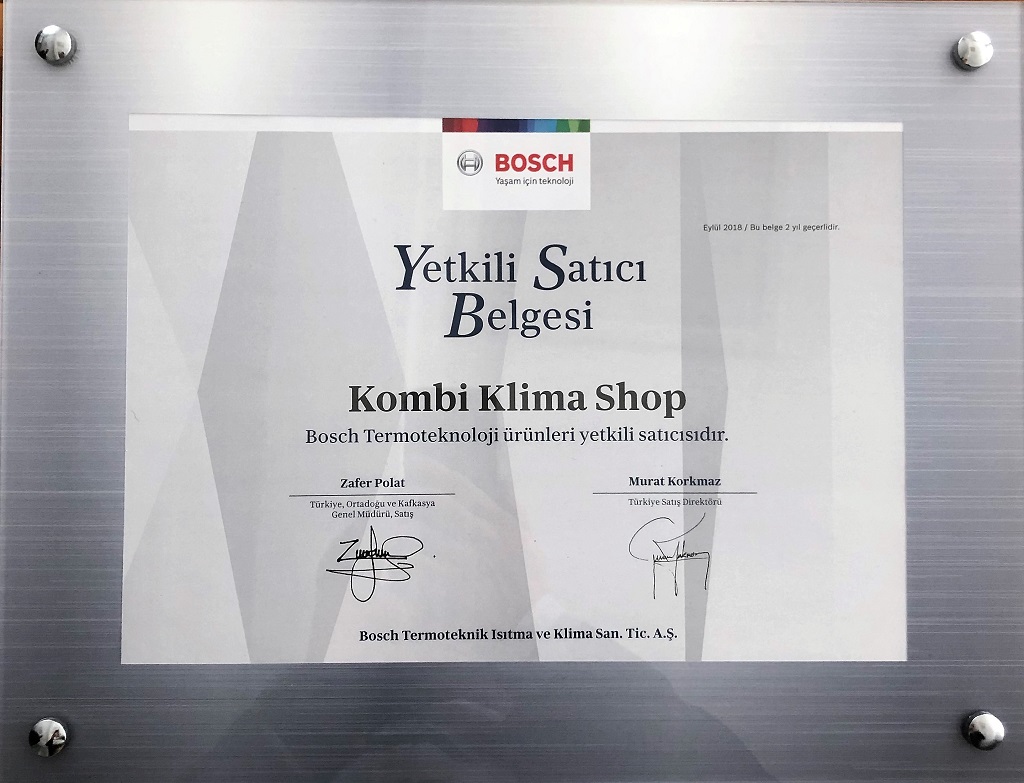 BOSCH
Yaşam için teknoloji
Eylül 2018 / Bu belge 2 yıl geçerlidir.
Yetkili Satıcı
Belgesi
Kombi Klima Shop
Bosch Termoteknoloji ürünleri yetkili satıcısıdır.
Zafer Polat
Türkiye, Ortadoğu ve Kafkasya
Genel Müdürü, Satış
Murat Korkmaz
Türkiye Satış Direktörü
Bosch Termoteknik Isıtma ve Klima San. Tic. A.Ş.